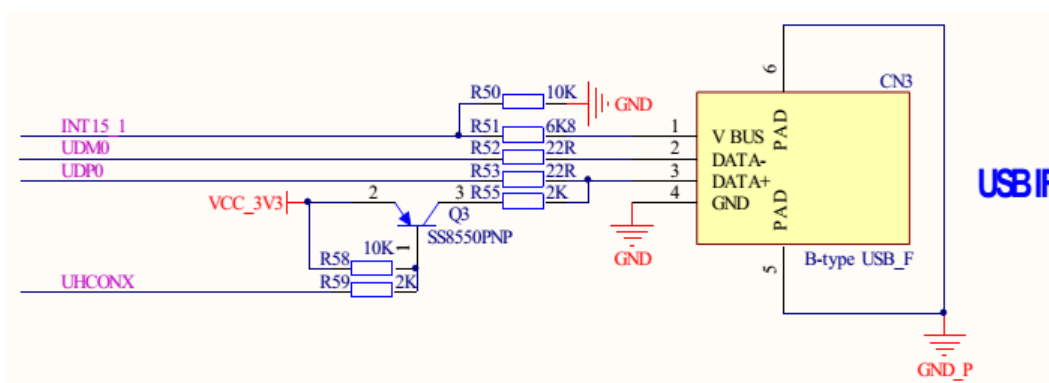 6
CN3
R50 10K
GND
INT15_1 R51 6K8 1 V BUS PAD
UDM0 R52 22R 2 DATA-
UDP0 R53 22R 3 DATA+
VCC_3V3 2 3 R55 2K 4 GND PAD
Q3
SS8550PNP
GND
10K 1
R58
B-type USB_F
5
UHCONX R59 2K
GND_P